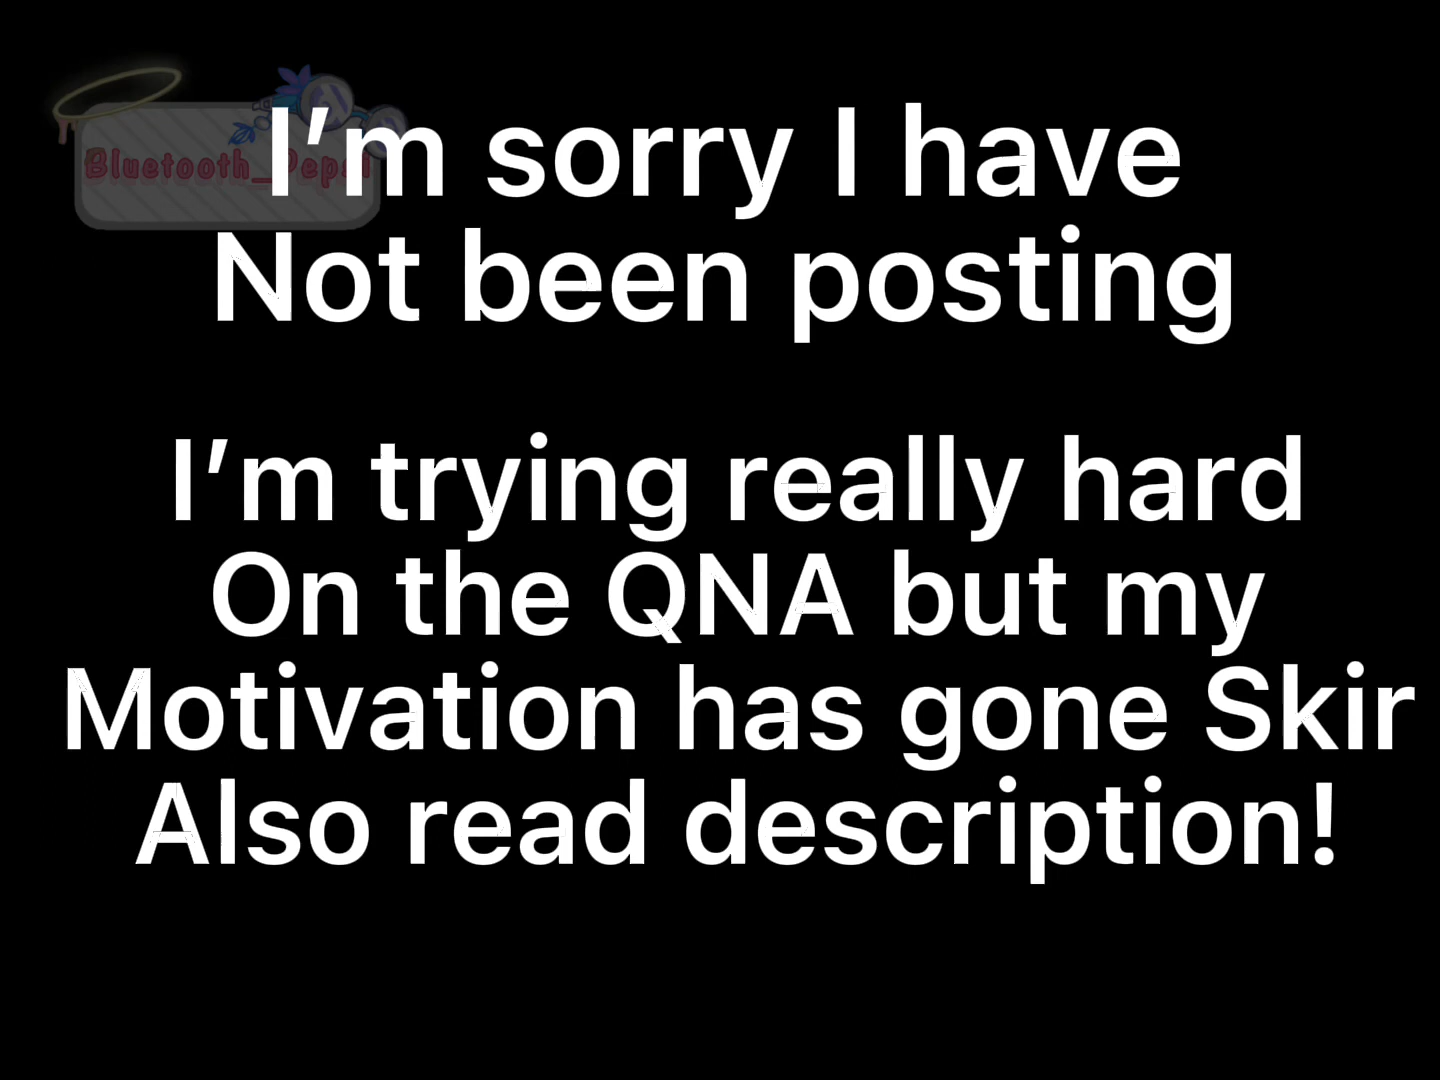 I’m sorry I have
Not been posting
I’m trying really hard
On the QNA but my
Motivation has gone Skir
Also read description!